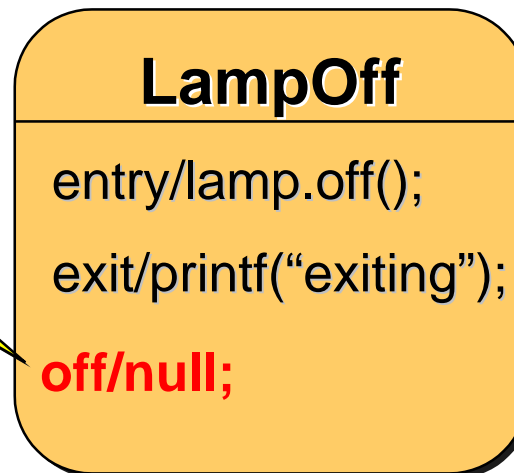 LampOff
entry/lamp.off();
exit/printf(“exiting”);
off/null;